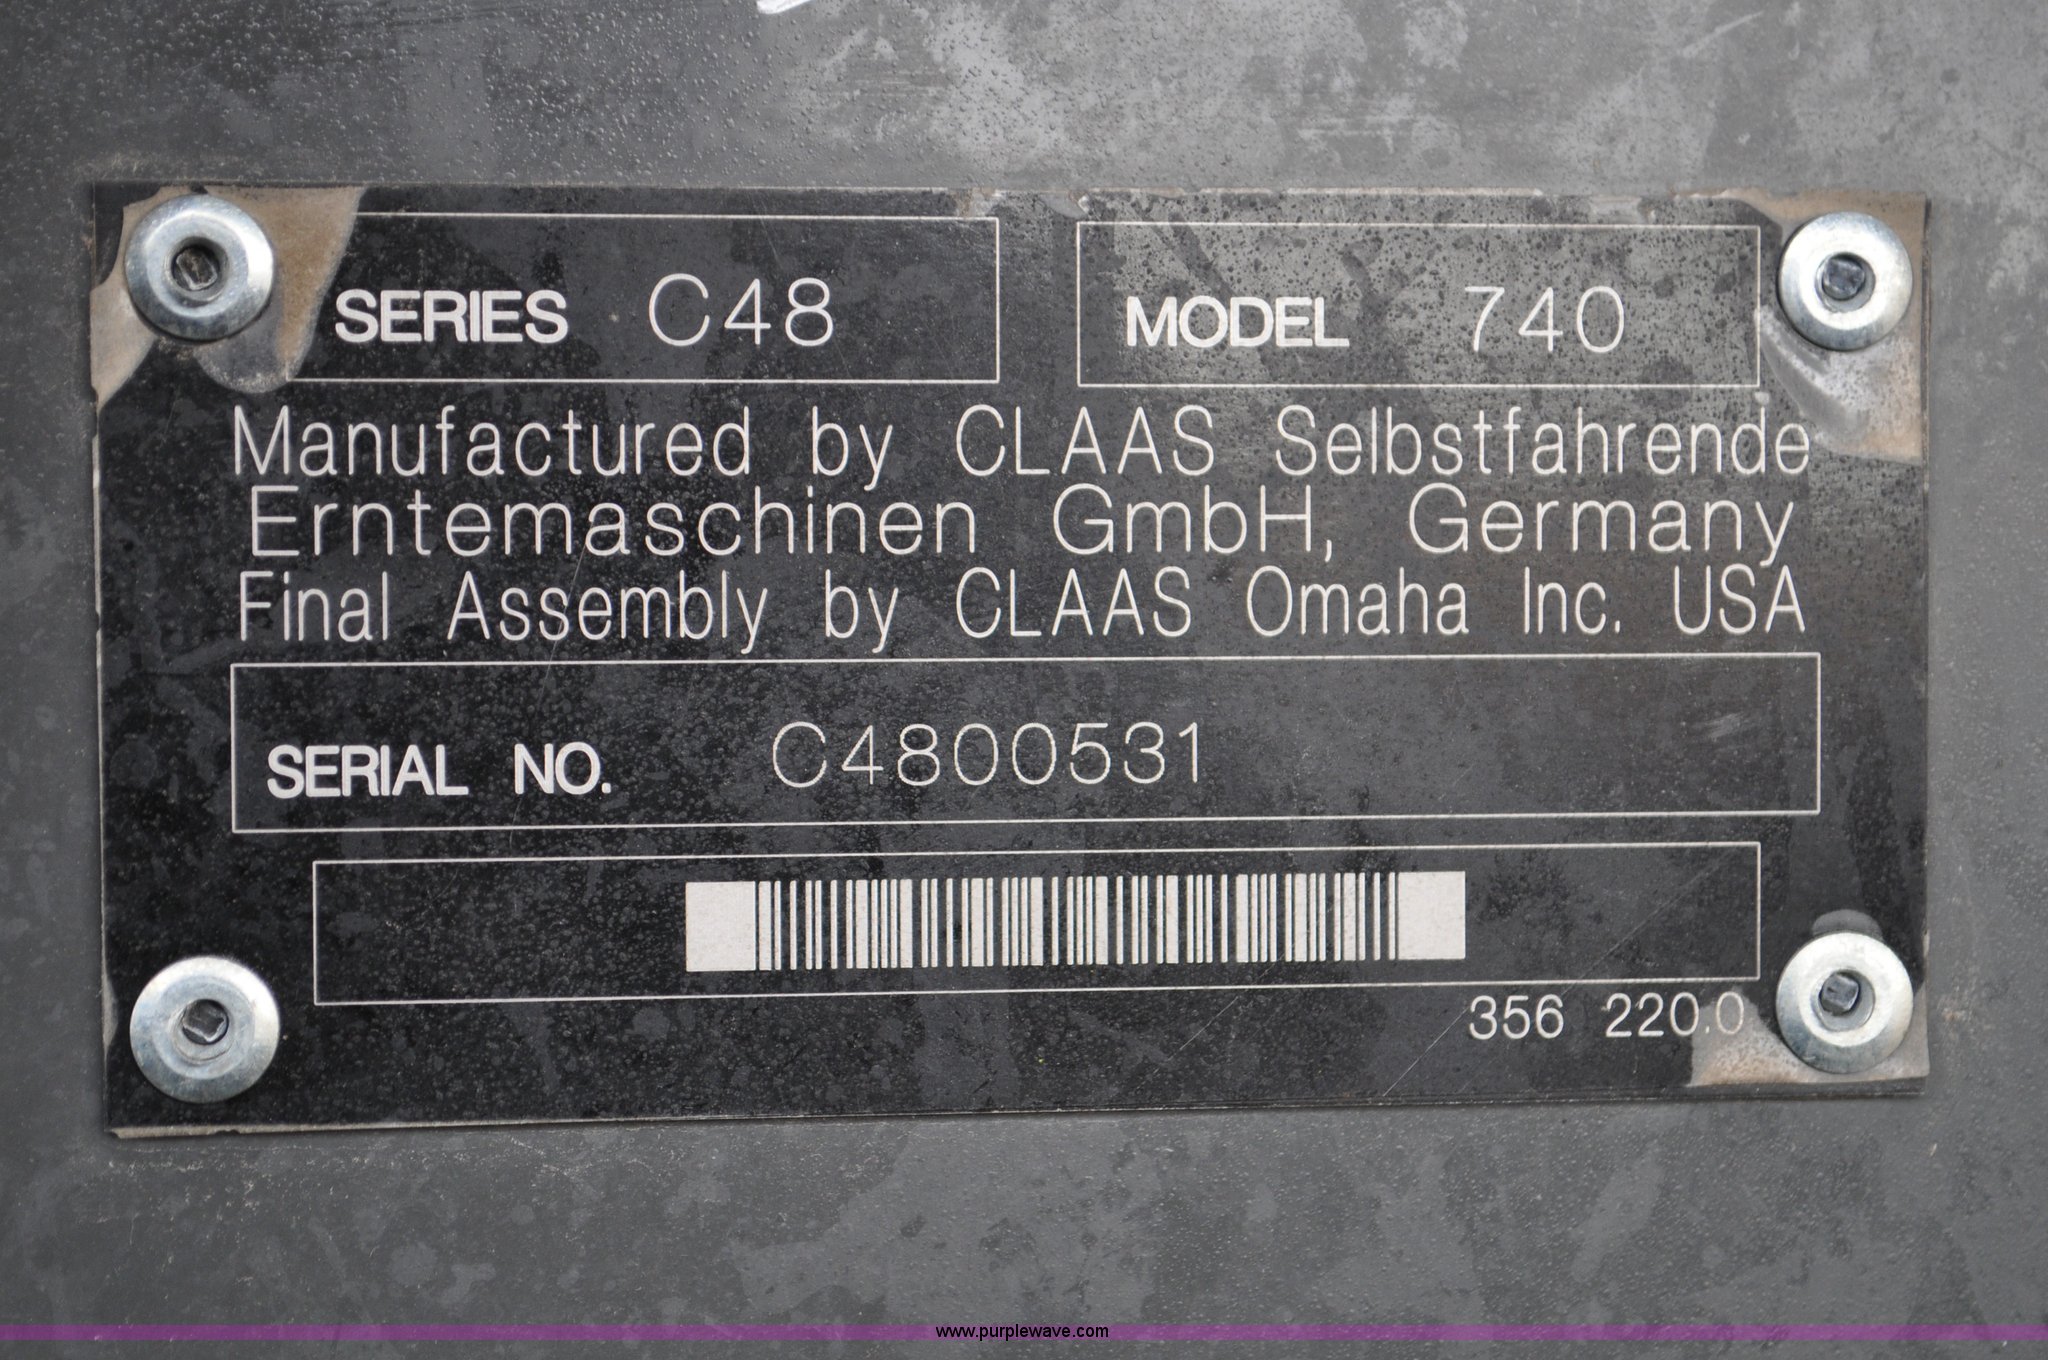 SERIES C48 MODEL 740
Manufactured by CLAAS Selbstfahrende
Erntemaschinen GmbH, Germany
Final Assembly by CLAAS Omaha Inc. USA
SERIAL NO. C4800531
356 220.0
www.purplewave.com